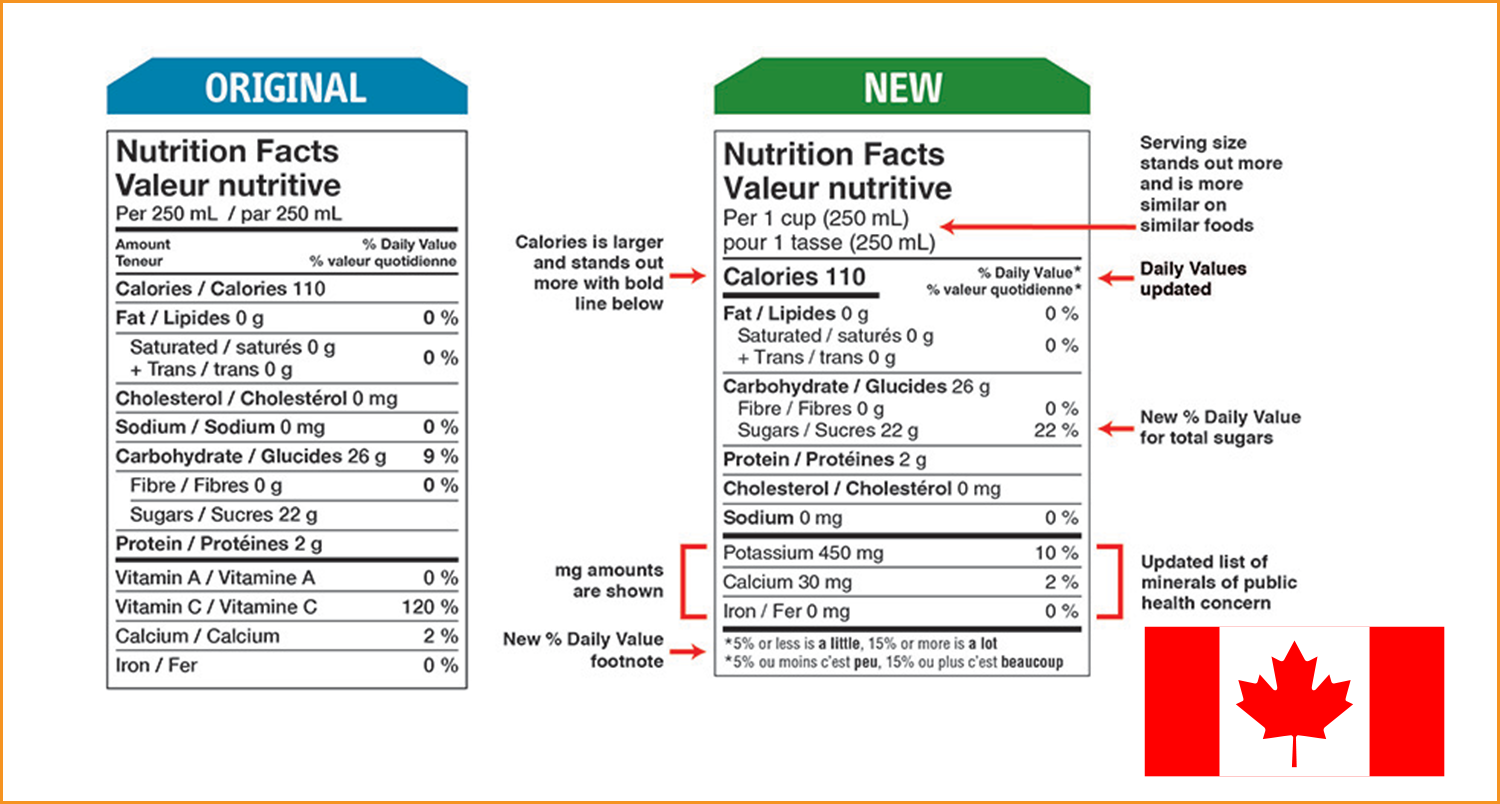 ORIGINAL
Nutrition Facts
Valeur nutritive
Per 250 mL / par 250 mL
Amount % Daily Value
Teneur % valeur quotidienne
Calories / Calories 110
Fat / Lipides 0 g 0 %
Saturated / saturés 0 g
+ Trans / trans 0 g 0 %
Cholesterol / Cholestérol 0 mg
Sodium / Sodium 0 mg 0 %
Carbohydrate / Glucides 26 g 9 %
Fibre / Fibres 0 g 0 %
Sugars / Sucres 22 g
Protein / Protéines 2 g
Vitamin A / Vitamine A 0 %
Vitamin C / Vitamine C 120 %
Calcium / Calcium 2 %
Iron / Fer 0 %
Calories is larger
and stands out
more with bold
line below
mg amounts
are shown
New % Daily Value
footnote
NEW
Nutrition Facts
Valeur nutritive
Per 1 cup (250 mL)
pour 1 tasse (250 mL)
Calories 110 % Daily Value*
% valeur quotidienne*
Fat / Lipides 0 g 0 %
Saturated / saturés 0 g
+ Trans / trans 0 g 0 %
Carbohydrate / Glucides 26 g
Fibre / Fibres 0 g 0 %
Sugars / Sucres 22 g 22 %
Protein / Protéines 2 g
Cholesterol / Cholestérol 0 mg
Sodium 0 mg 0 %
Potassium 450 mg 10 %
Calcium 30 mg 2 %
Iron / Fer 0 mg 0 %
*5% or less is a little, 15% or more is a lot
*5% ou moins c'est peu, 15% ou plus c'est beaucoup
Serving size
stands out more
and is more
similar on
similar foods
Daily Values
updated
New % Daily Value
for total sugars
Updated list of
minerals of public
health concern